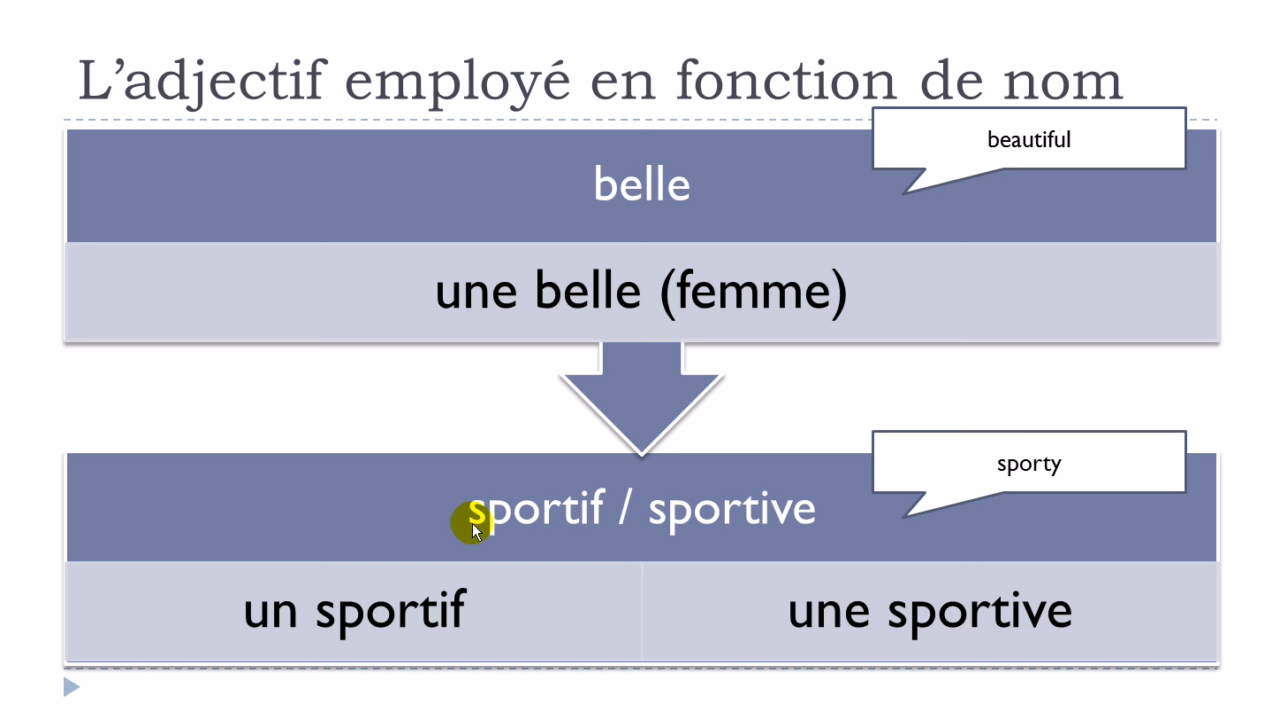 L’adjectif employé en fonction de nom
beautiful
belle
une belle (femme)
sporty
sportif / sportive
un sportif
une sportive